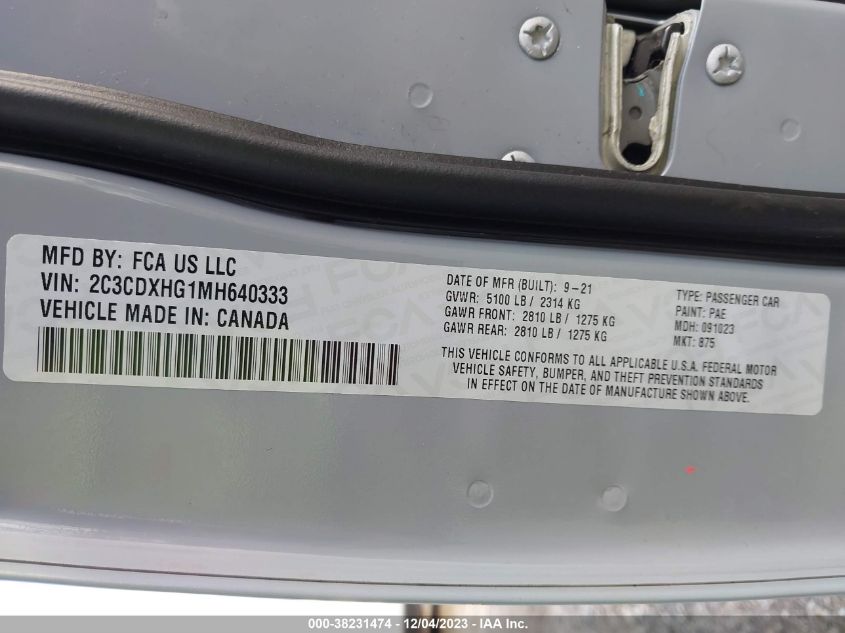 MFD BY: FCA US LLC
VIN: 2C3CDXHG1MH640333
VEHICLE MADE IN: CANADA
DATE OF MFR (BUILT): 9-21
GVWR: 5100 LB / 2314 KG
GAWR FRONT: 2810 LB / 1275 KG
GAWR REAR: 2810 LB / 1275 KG
TYPE: PASSENGER CAR
PAINT: PAE
MDH: 091023
MKT: 875
THIS VEHICLE CONFORMS TO ALL APPLICABLE U.S.A. FEDERAL MOTOR
VEHICLE SAFETY, BUMPER, AND THEFT PREVENTION STANDARDS
IN EFFECT ON THE DATE OF MANUFACTURE SHOWN ABOVE.
000-38231474 - 12/04/2023 - IAA Inc.